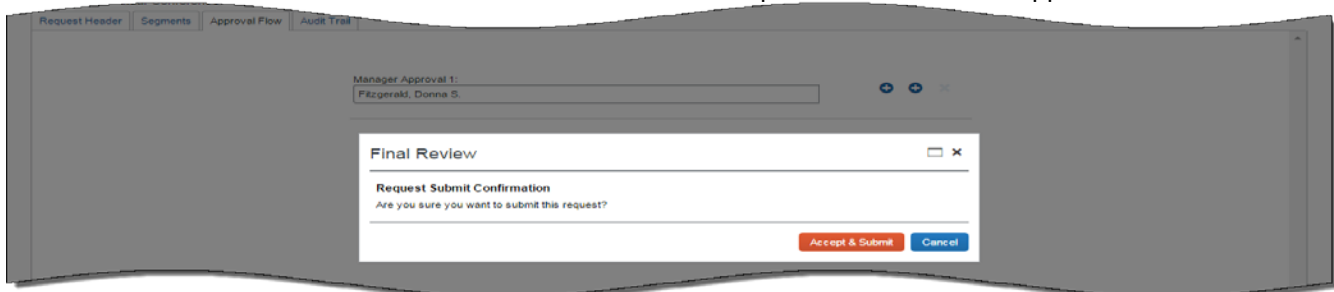 Request Header Segments Approval Flow Audit Trail
Manager Approval 1:
Fitzgerald, Donna S.
Final Review
Request Submit Confirmation
Are you sure you want to submit this request?
Accept & Submit Cancel